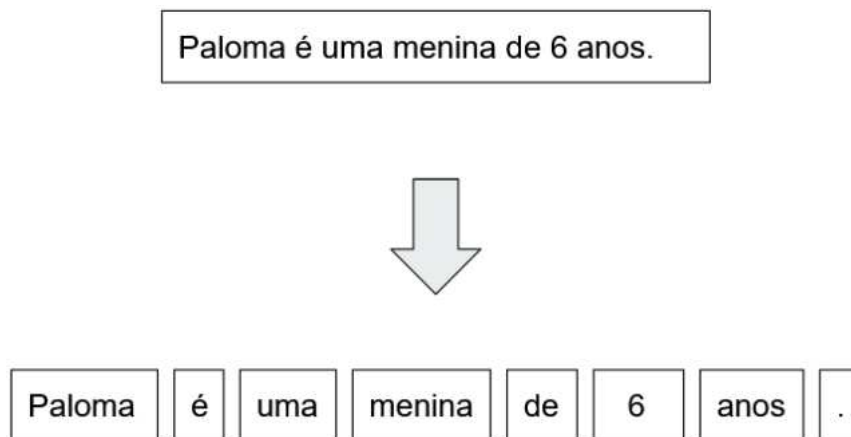 Paloma é uma menina de 6 anos.
Paloma é uma menina de 6 anos .